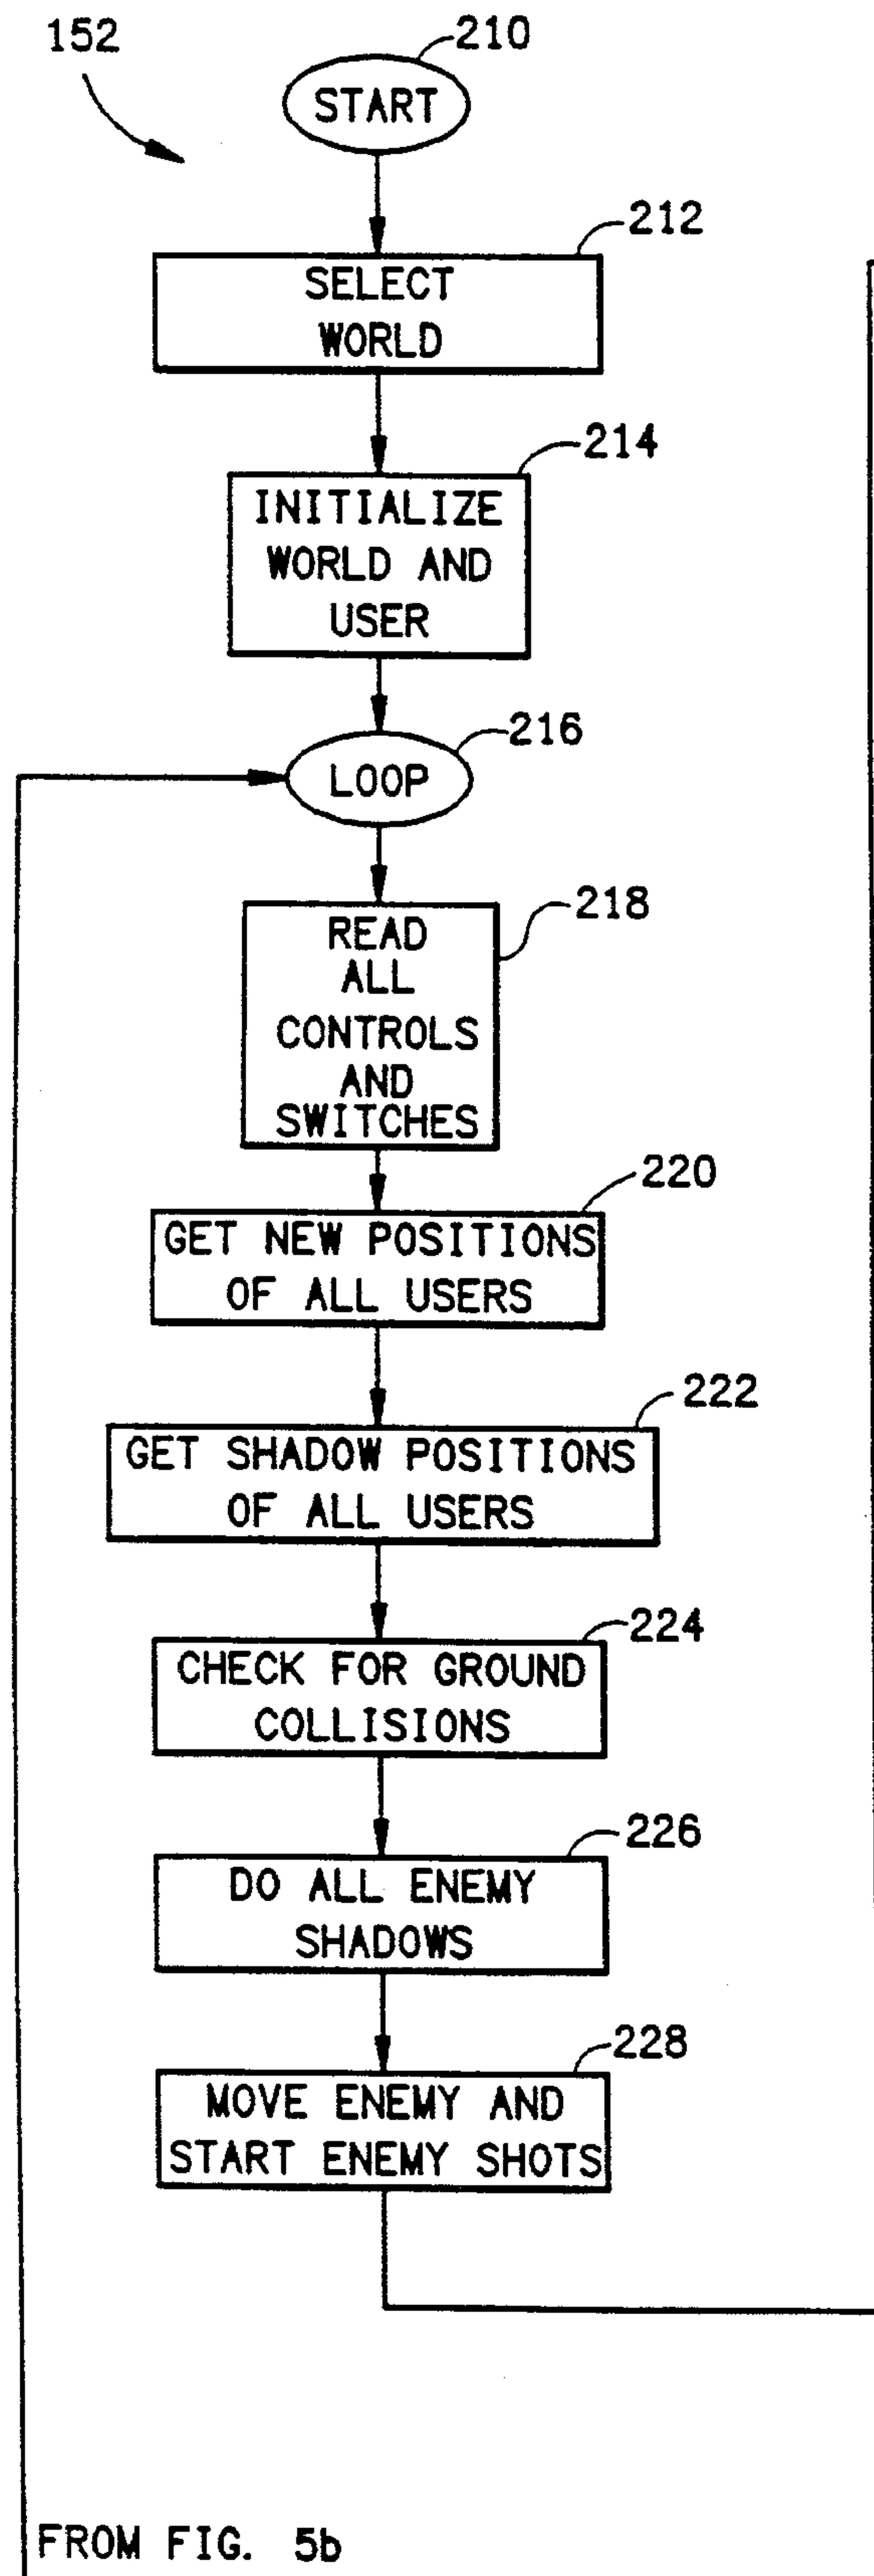 152
210
START
212
SELECT
WORLD
214
INITIALIZE
WORLD AND
USER
216
LOOP
218
READ
ALL
CONTROLS
AND
SWITCHES
220
GET NEW POSITIONS
OF ALL USERS
222
GET SHADOW POSITIONS
OF ALL USERS
224
CHECK FOR GROUND
COLLISIONS
226
DO ALL ENEMY
SHADOWS
228
MOVE ENEMY AND
START ENEMY SHOTS
FROM FIG. 5b